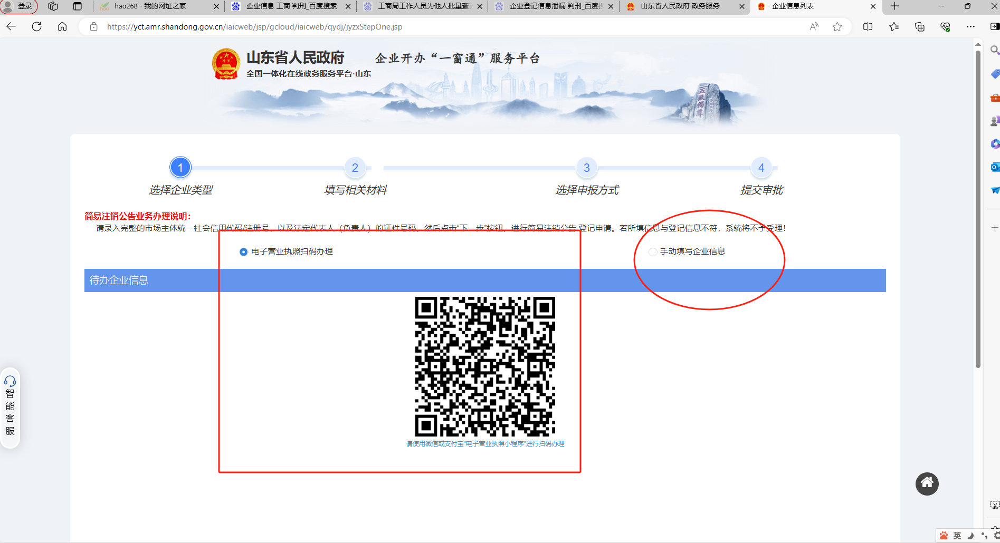 登录
hao268 - 我的网址之家
企业信息 工商 判刑_百度搜索
工商局工作人员为他人批量查
企业登记信息泄漏 判刑_百度
山东省人民政府 政务服务
企业信息列表
https://yct.amr.shandong.gov.cn/iaicweb/jsp/gcloud/iaicweb/qydj/jyzxStepOne.jsp
山东省人民政府
企业开办“一窗通”服务平台
全国一体化在线政务服务平台·山东
五岳独尊
1
2
3
4
选择企业类型
填写相关材料
选择申报方式
提交审批
简易注销公告业务办理说明：
请录入完整的市场主体统一社会信用代码/注册号，以及法定代表人（负责人）的证件号码，然后点击“下一步”按钮，进行简易注销公告 登记申请。若所填信息与登记信息不符，系统将不予受理！
电子营业执照扫码办理
手动填写企业信息
待办企业信息
请使用微信或支付宝"电子营业执照小程序"进行扫码办理
智能客服
英